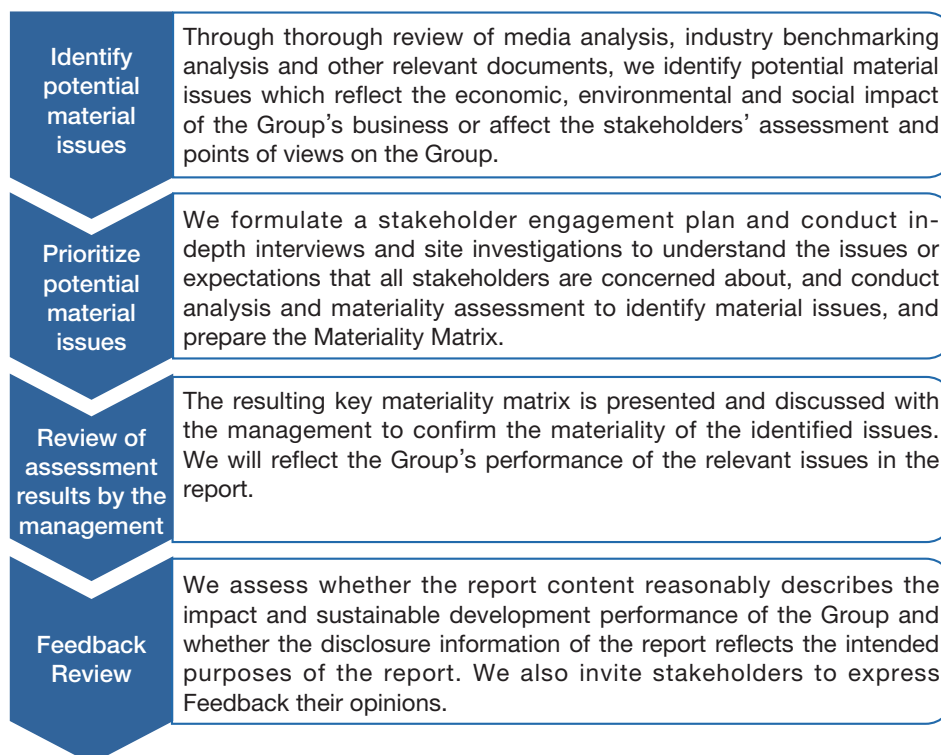 Identify
potential
material
issues
Through thorough review of media analysis, industry benchmarking
analysis and other relevant documents, we identify potential material
issues which reflect the economic, environmental and social impact
of the Group's business or affect the stakeholders' assessment and
points of views on the Group.
Prioritize
potential
material
issues
We formulate a stakeholder engagement plan and conduct in-
depth interviews and site investigations to understand the issues or
expectations that all stakeholders are concerned about, and conduct
analysis and materiality assessment to identify material issues, and
prepare the Materiality Matrix.
Review of
assessment
results by the
management
The resulting key materiality matrix is presented and discussed with
the management to confirm the materiality of the identified issues.
We will reflect the Group's performance of the relevant issues in the
report.
Feedback
Review
We assess whether the report content reasonably describes the
impact and sustainable development performance of the Group and
whether the disclosure information of the report reflects the intended
purposes of the report. We also invite stakeholders to express
Feedback their opinions.